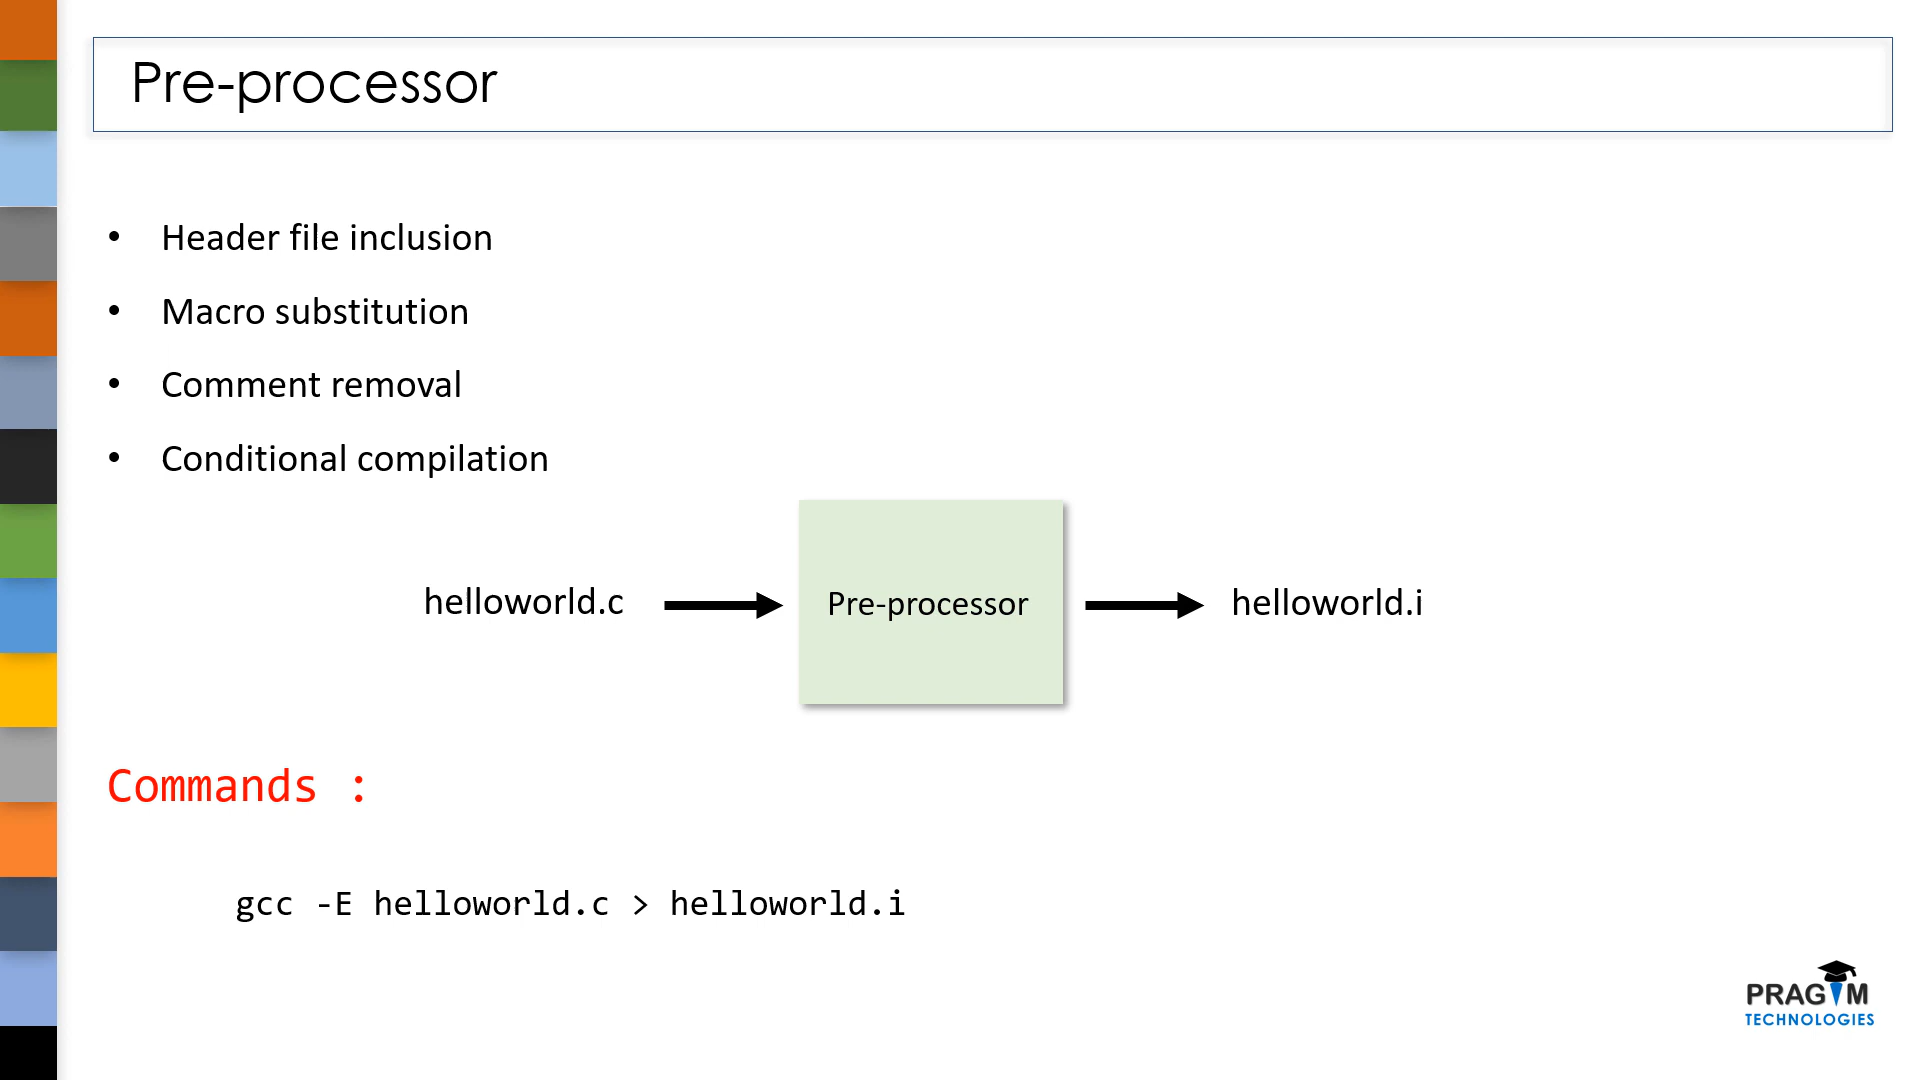 Pre-processor
• Header file inclusion
• Macro substitution
• Comment removal
• Conditional compilation
helloworld.c Pre-processor helloworld.i
Commands :
gcc -E helloworld.c > helloworld.i
PRAGIM
TECHNOLOGIES